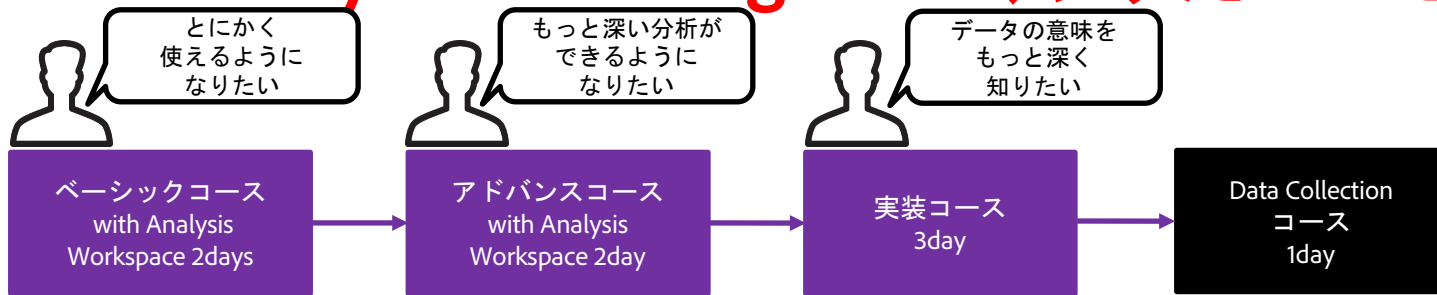 とにかく
使えるように
なりたい
もっと深い分析が
できるように
なりたい
データの意味を
もっと深く
知りたい
ベーシックコース
with Analysis
Workspace 2days
アドバンスコース
with Analysis
Workspace 2day
実装コース
3day
Data Collection
コース
1day